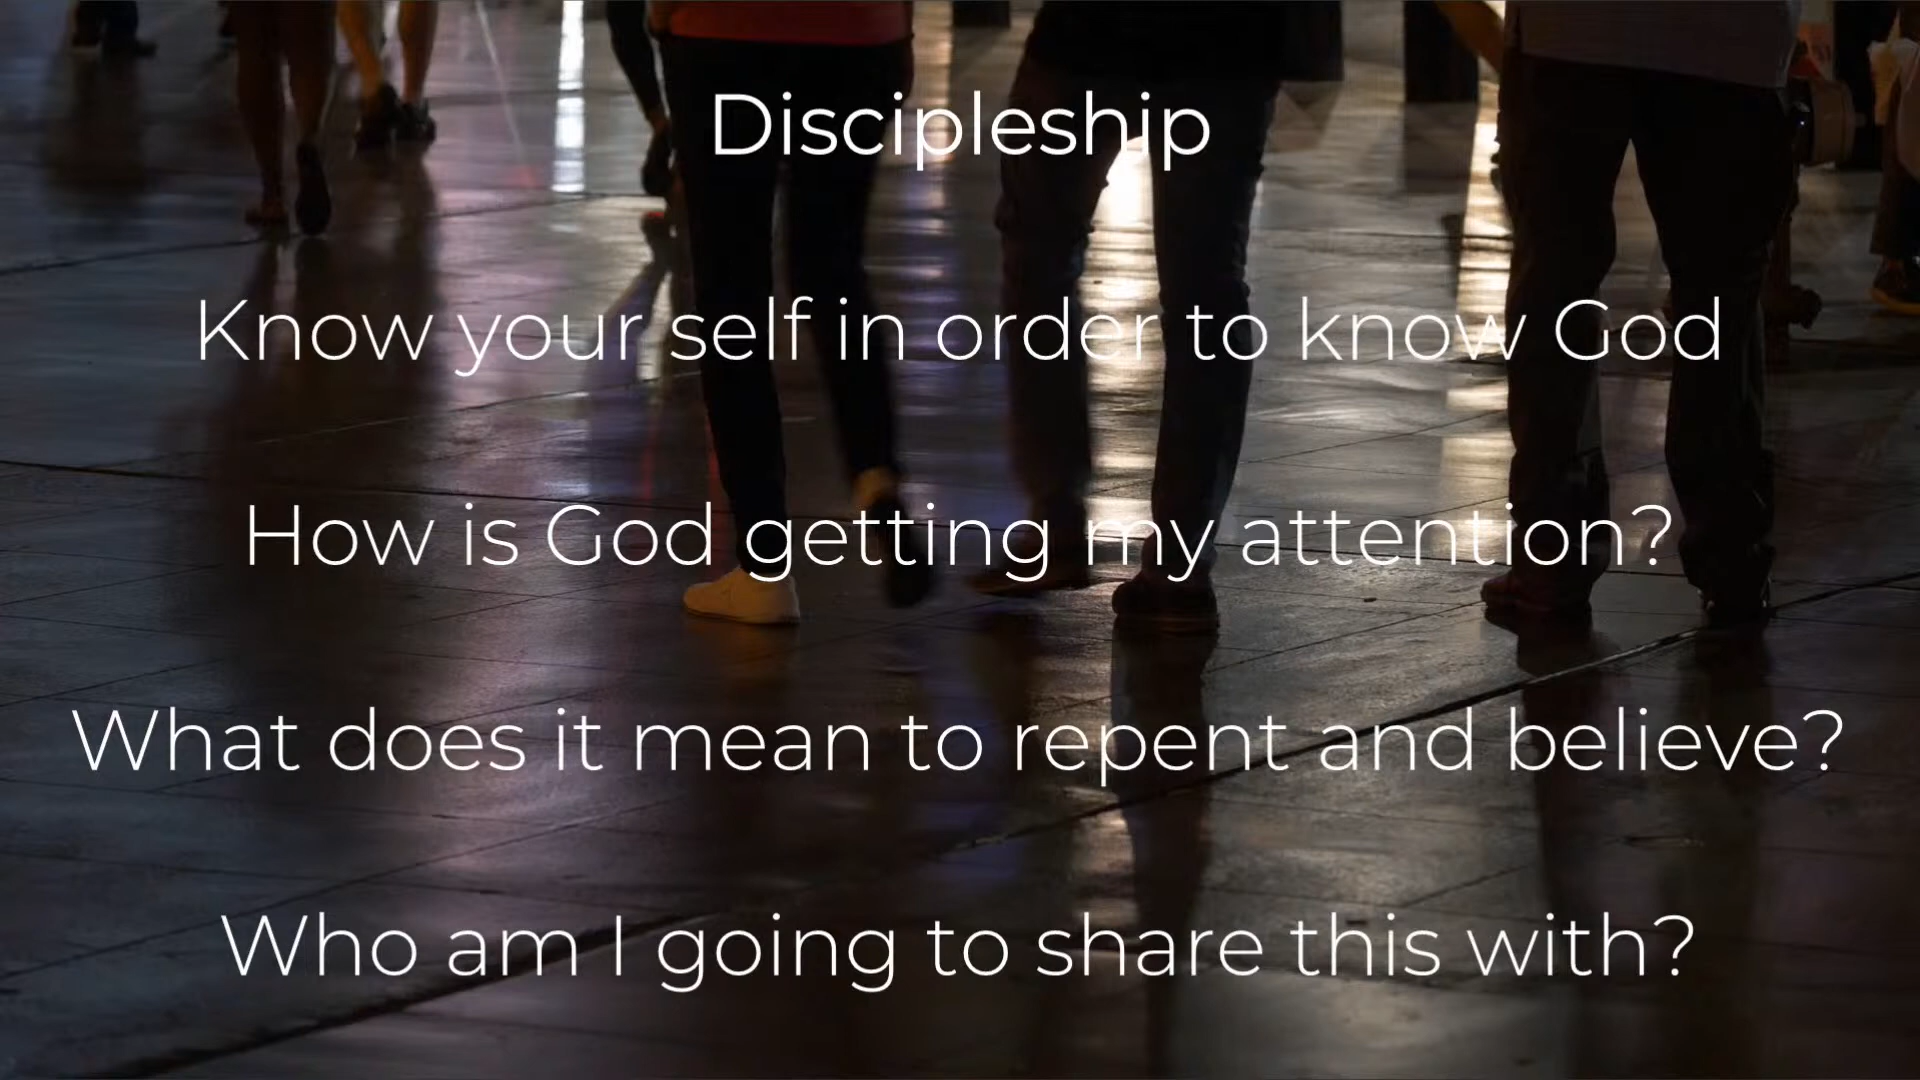 Discipleship
Know your self in order to know God
How is God getting my attention?
What does it mean to repent and believe?
Who am I going to share this with?